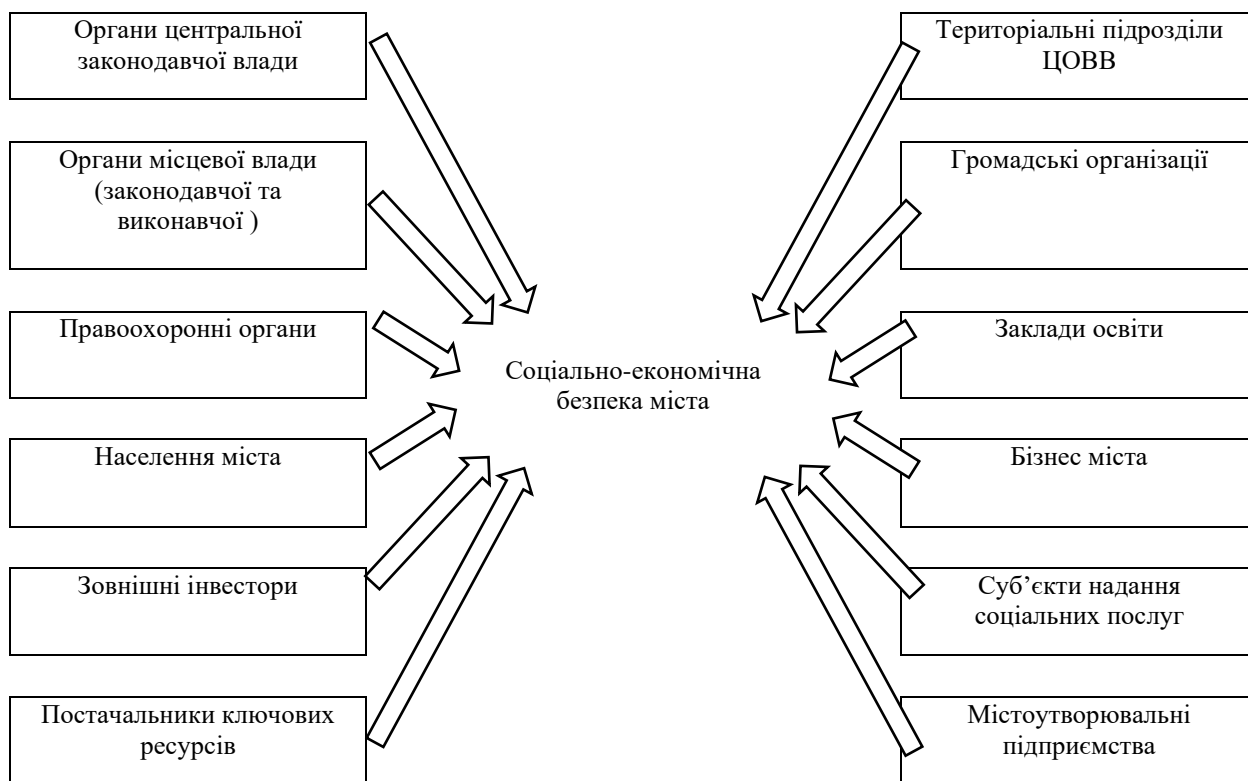 Органи центральної
законодавчої влади
Органи місцевої влади
(законодавчої та
виконавчої )
Правоохоронні органи
Населення міста
Зовнішні інвестори
Постачальники ключових
ресурсів
Соціально-економічна
безпека міста
Територіальні підрозділи
ЦОВВ
Громадські організації
Заклади освіти
Бізнес міста
Суб’єкти надання
соціальних послуг
Містоутворювальні
підприємства